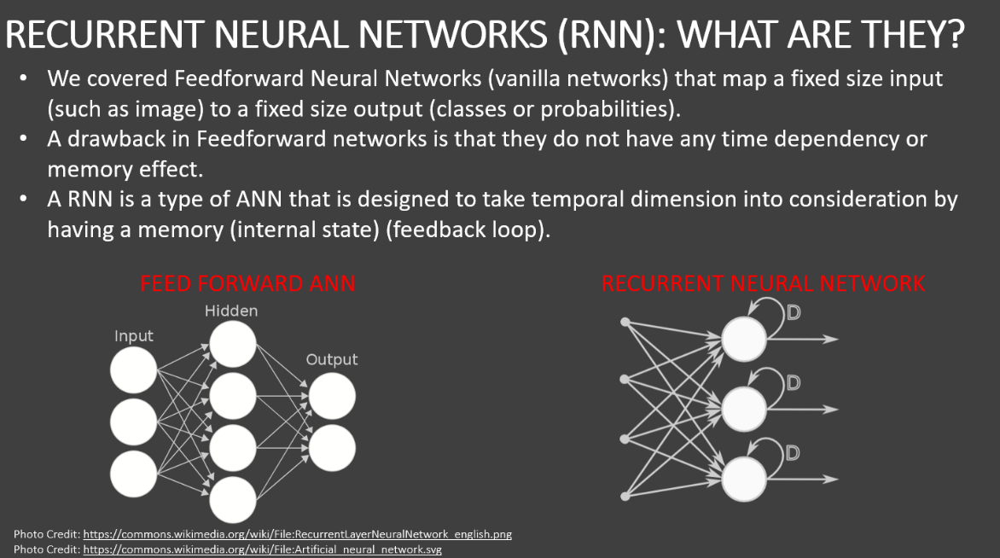 RECURRENT NEURAL NETWORKS (RNN): WHAT ARE THEY?
• We covered Feedforward Neural Networks (vanilla networks) that map a fixed size input
(such as image) to a fixed size output (classes or probabilities).
• A drawback in Feedforward networks is that they do not have any time dependency or
memory effect.
• A RNN is a type of ANN that is designed to take temporal dimension into consideration by
having a memory (internal state) (feedback loop).
FEED FORWARD ANN
Hidden
Input
Output
RECURRENT NEURAL NETWORK
D
D
D
Photo Credit: https://commons.wikimedia.org/wiki/File:RecurrentLayerNeuralNetwork_english.png
Photo Credit: https://commons.wikimedia.org/wiki/File:Artificial_neural_network.svg